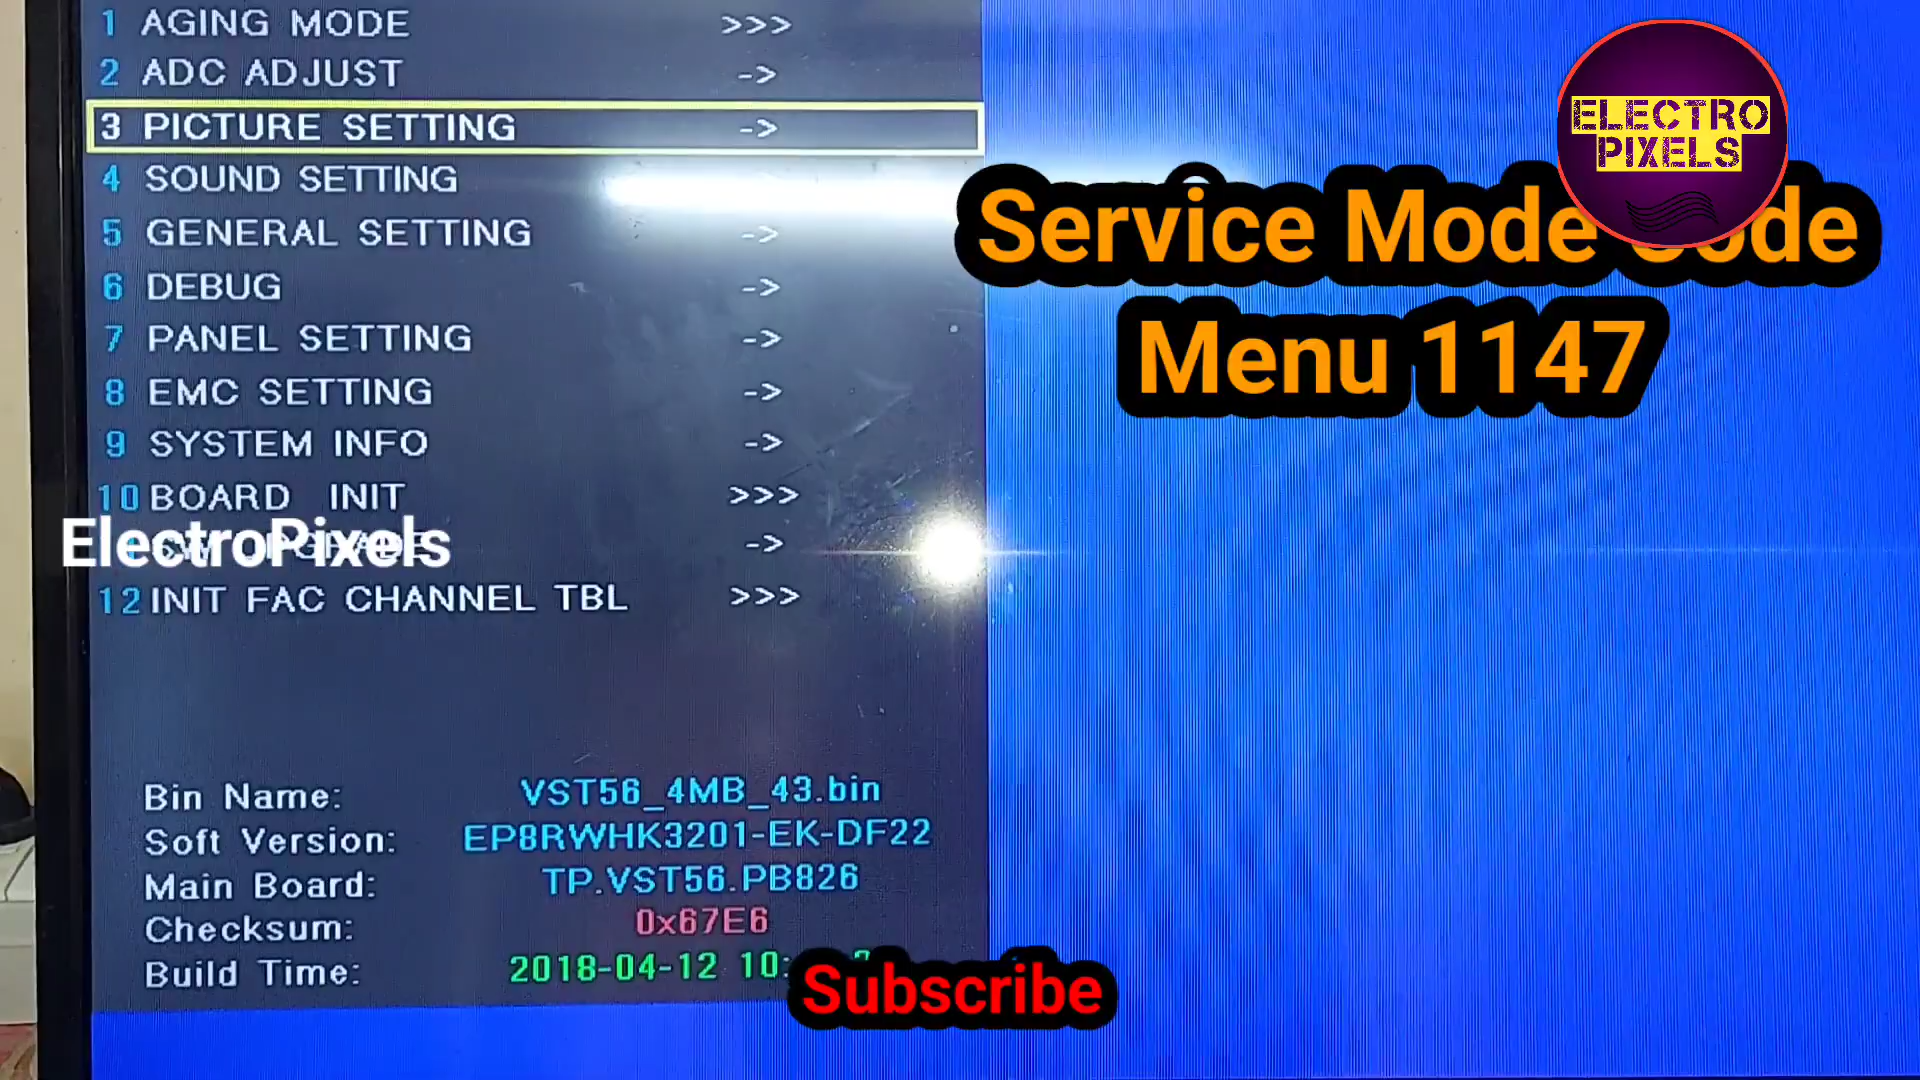 1 AGING MODE >>>
2 ADC ADJUST ->
3 PICTURE SETTING ->
4 SOUND SETTING
5 GENERAL SETTING ->
6 DEBUG ->
7 PANEL SETTING ->
8 EMC SETTING ->
9 SYSTEM INFO ->
10 BOARD INIT >>>
->
12 INIT FAC CHANNEL TBL >>>
ElectroPixels
Bin Name: VST56_4MB_43.bin
Soft Version: EP8RWHK3201-EK-DF22
Main Board: TP.VST56.PB826
Checksum: 0x67E6
Build Time: 2018-04-12 10:
ELECTRO
PIXELS
Service Mode
Menu 1147
Subscribe